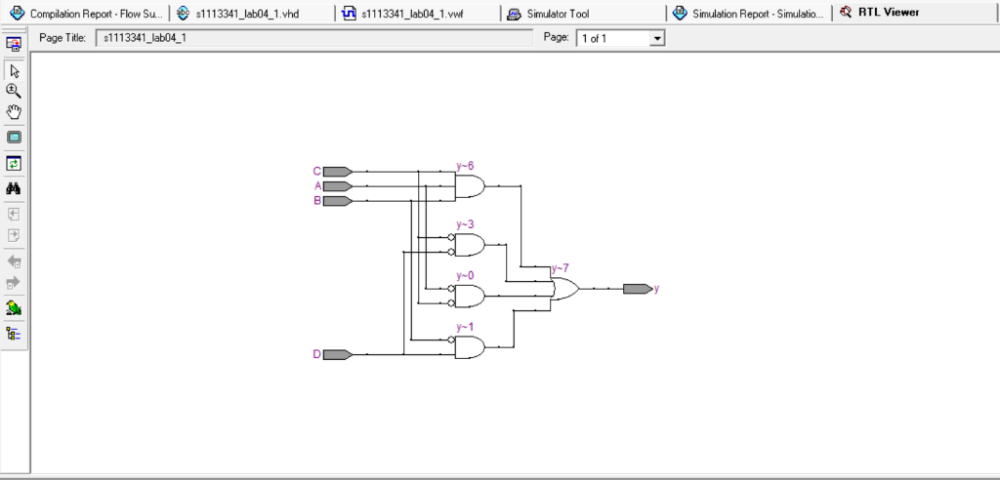 Compilation Report - Flow Su...
s1113341_lab04_1.vhd
s1113341_lab04_1.vwf
Simulator Tool
Simulation Report - Simulatio...
RTL Viewer
Page Title: s1113341_lab04_1 Page: 1 of 1
y~6
C
A
B
y~3
y~7
y~0
y
y~1
D